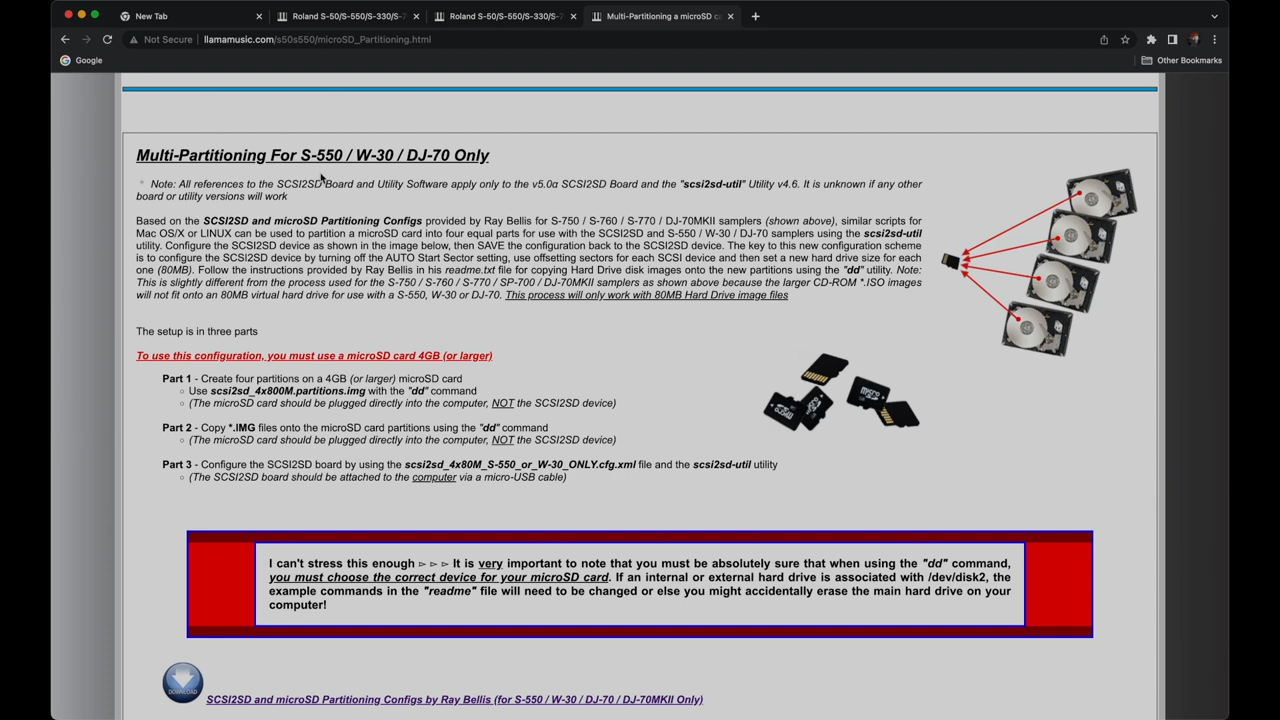 New Tab
Roland S-50/S-550/S-330/S-7
Roland S-50/S-550/S-330/S-7
Multi-Partitioning a microSD c
Not Secure
llamamusic.com/s50s550/microSD_Partitioning.html
Google
Other Bookmarks
Multi-Partitioning For S-550 / W-30 / DJ-70 Only
* Note: All references to the SCSI2SD Board and Utility Software apply only to the v5.0α SCSI2SD Board and the "scsi2sd-util" Utility v4.6. It is unknown if any other
board or utility versions will work
Based on the SCSI2SD and microSD Partitioning Configs provided by Ray Bellis for S-750 / S-760 / S-770 / DJ-70MKII samplers (shown above), similar scripts for
Mac OS/X or LINUX can be used to partition a microSD card into four equal parts for use with the SCSI2SD and S-550 / W-30 / DJ-70 samplers using the scsi2sd-util
utility. Configure the SCSI2SD device as shown in the image below, then SAVE the configuration back to the SCSI2SD device. The key to this new configuration scheme
is to configure the SCSI2SD device by turning off the AUTO Start Sector setting, use offsetting sectors for each SCSI device and then set a new hard drive size for each
one (80MB). Follow the instructions provided by Ray Bellis in his readme.txt file for copying Hard Drive disk images onto the new partitions using the "dd" utility. Note:
This is slightly different from the process used for the S-750 / S-760 / S-770 / SP-700 / DJ-70MKII samplers as shown above because the larger CD-ROM *.ISO images
will not fit onto an 80MB virtual hard drive for use with a S-550, W-30 or DJ-70. This process will only work with 80MB Hard Drive image files
The setup is in three parts
To use this configuration, you must use a microSD card 4GB (or larger)
Part 1 - Create four partitions on a 4GB (or larger) microSD card
○ Use scsi2sd_4x800M.partitions.img with the "dd" command
○ (The microSD card should be plugged directly into the computer, NOT the SCSI2SD device)
Part 2 - Copy *.IMG files onto the microSD card partitions using the "dd" command
○ (The microSD card should be plugged directly into the computer, NOT the SCSI2SD device)
Part 3 - Configure the SCSI2SD board by using the scsi2sd_4x80M_S-550_or_W-30_ONLY.cfg.xml file and the scsi2sd-util utility
○ (The SCSI2SD board should be attached to the computer via a micro-USB cable)
I can't stress this enough ▻ ▻ ▻ It is very important to note that you must be absolutely sure that when using the "dd" command,
you must choose the correct device for your microSD card. If an internal or external hard drive is associated with /dev/disk2, the
example commands in the "readme" file will need to be changed or else you might accidentally erase the main hard drive on your
computer!
DOWNLOAD
SCSI2SD and microSD Partitioning Configs by Ray Bellis (for S-550 / W-30 / DJ-70 / DJ-70MKII Only)